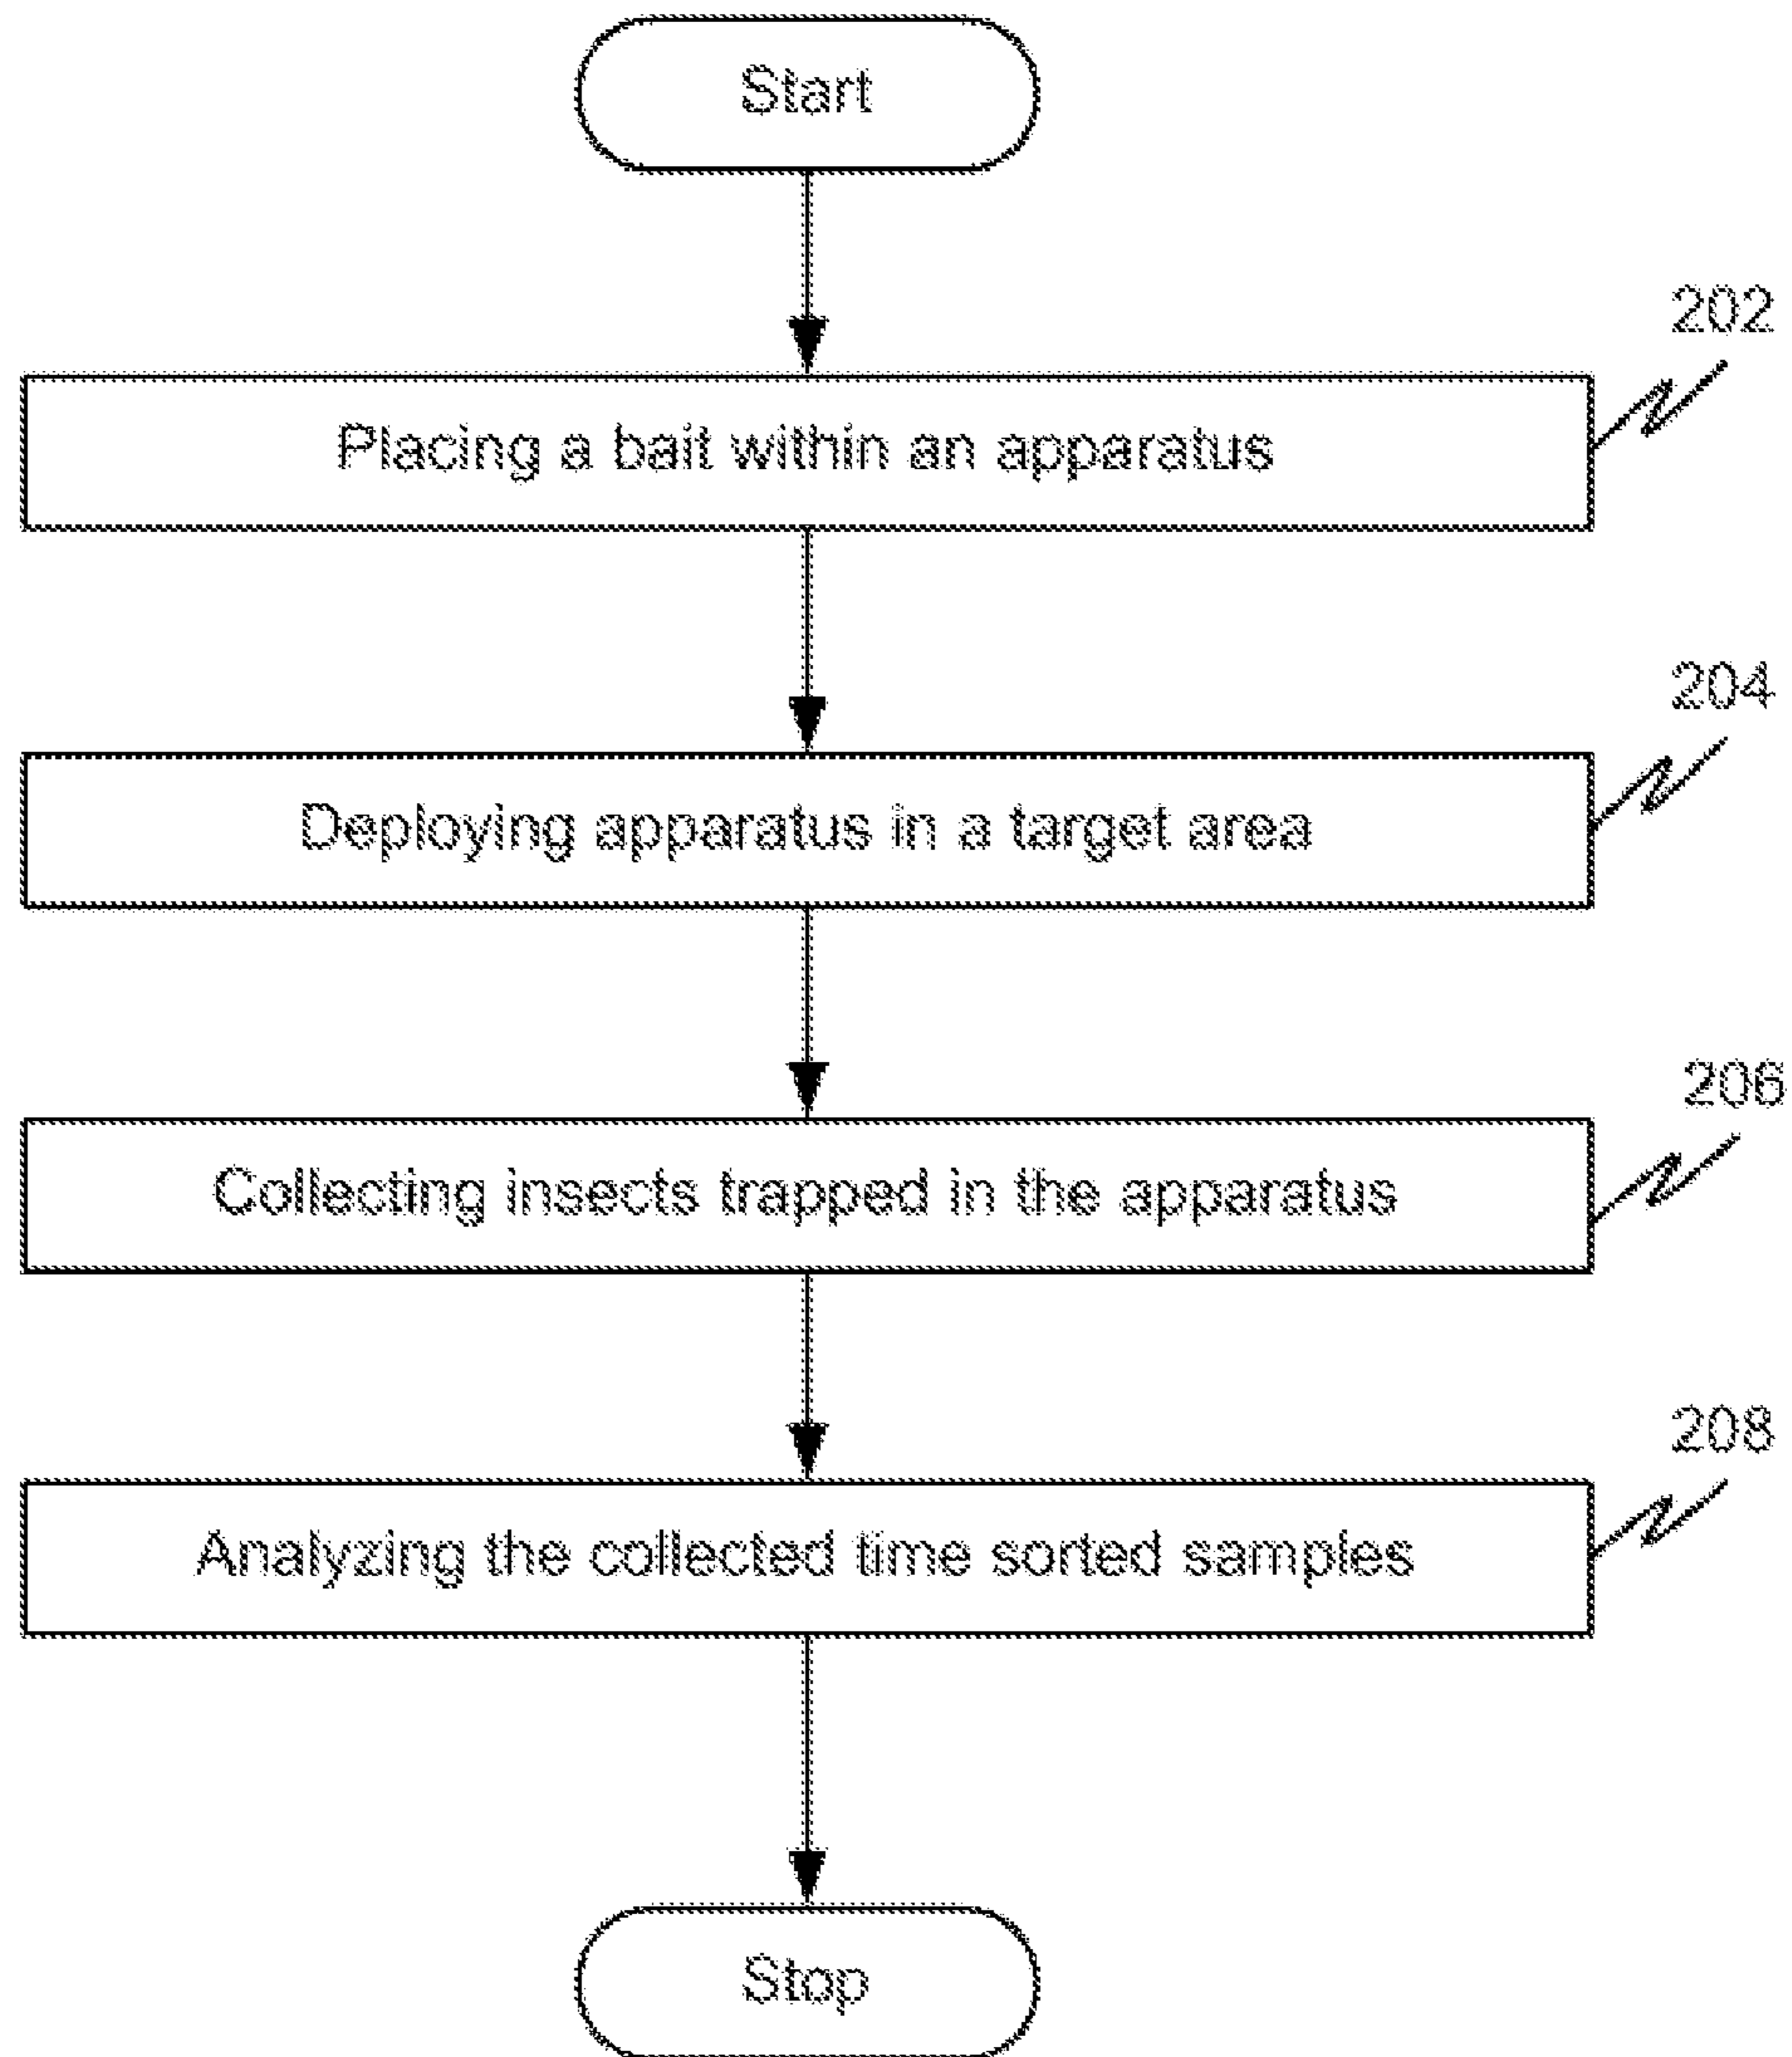 Start
202
Placing a bait within an apparatus
204
Deploying apparatus in a target area
206
Collecting insects trapped in the apparatus
208
Analyzing the collected time sorted samples
Stop